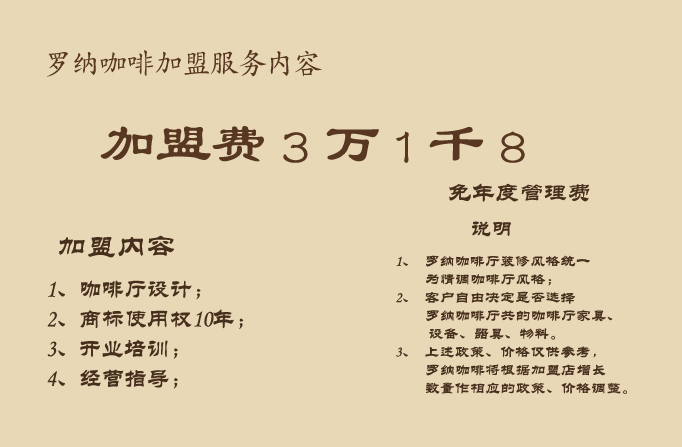 罗纳咖啡加盟服务内容
加盟费 3 万 1 千 8
免年度管理费
加盟内容
1、咖啡厅设计；
2、商标使用权10年；
3、开业培训；
4、经营指导；
说明
1、 罗纳咖啡厅装修风格统一
为情调咖啡厅风格；
2、 客户自由决定是否选择
罗纳咖啡厅共的咖啡厅家具、
设备、器具、物料。
3、 上述政策、价格仅供参考，
罗纳咖啡将根据加盟店增长
数量作相应的政策、价格调整。